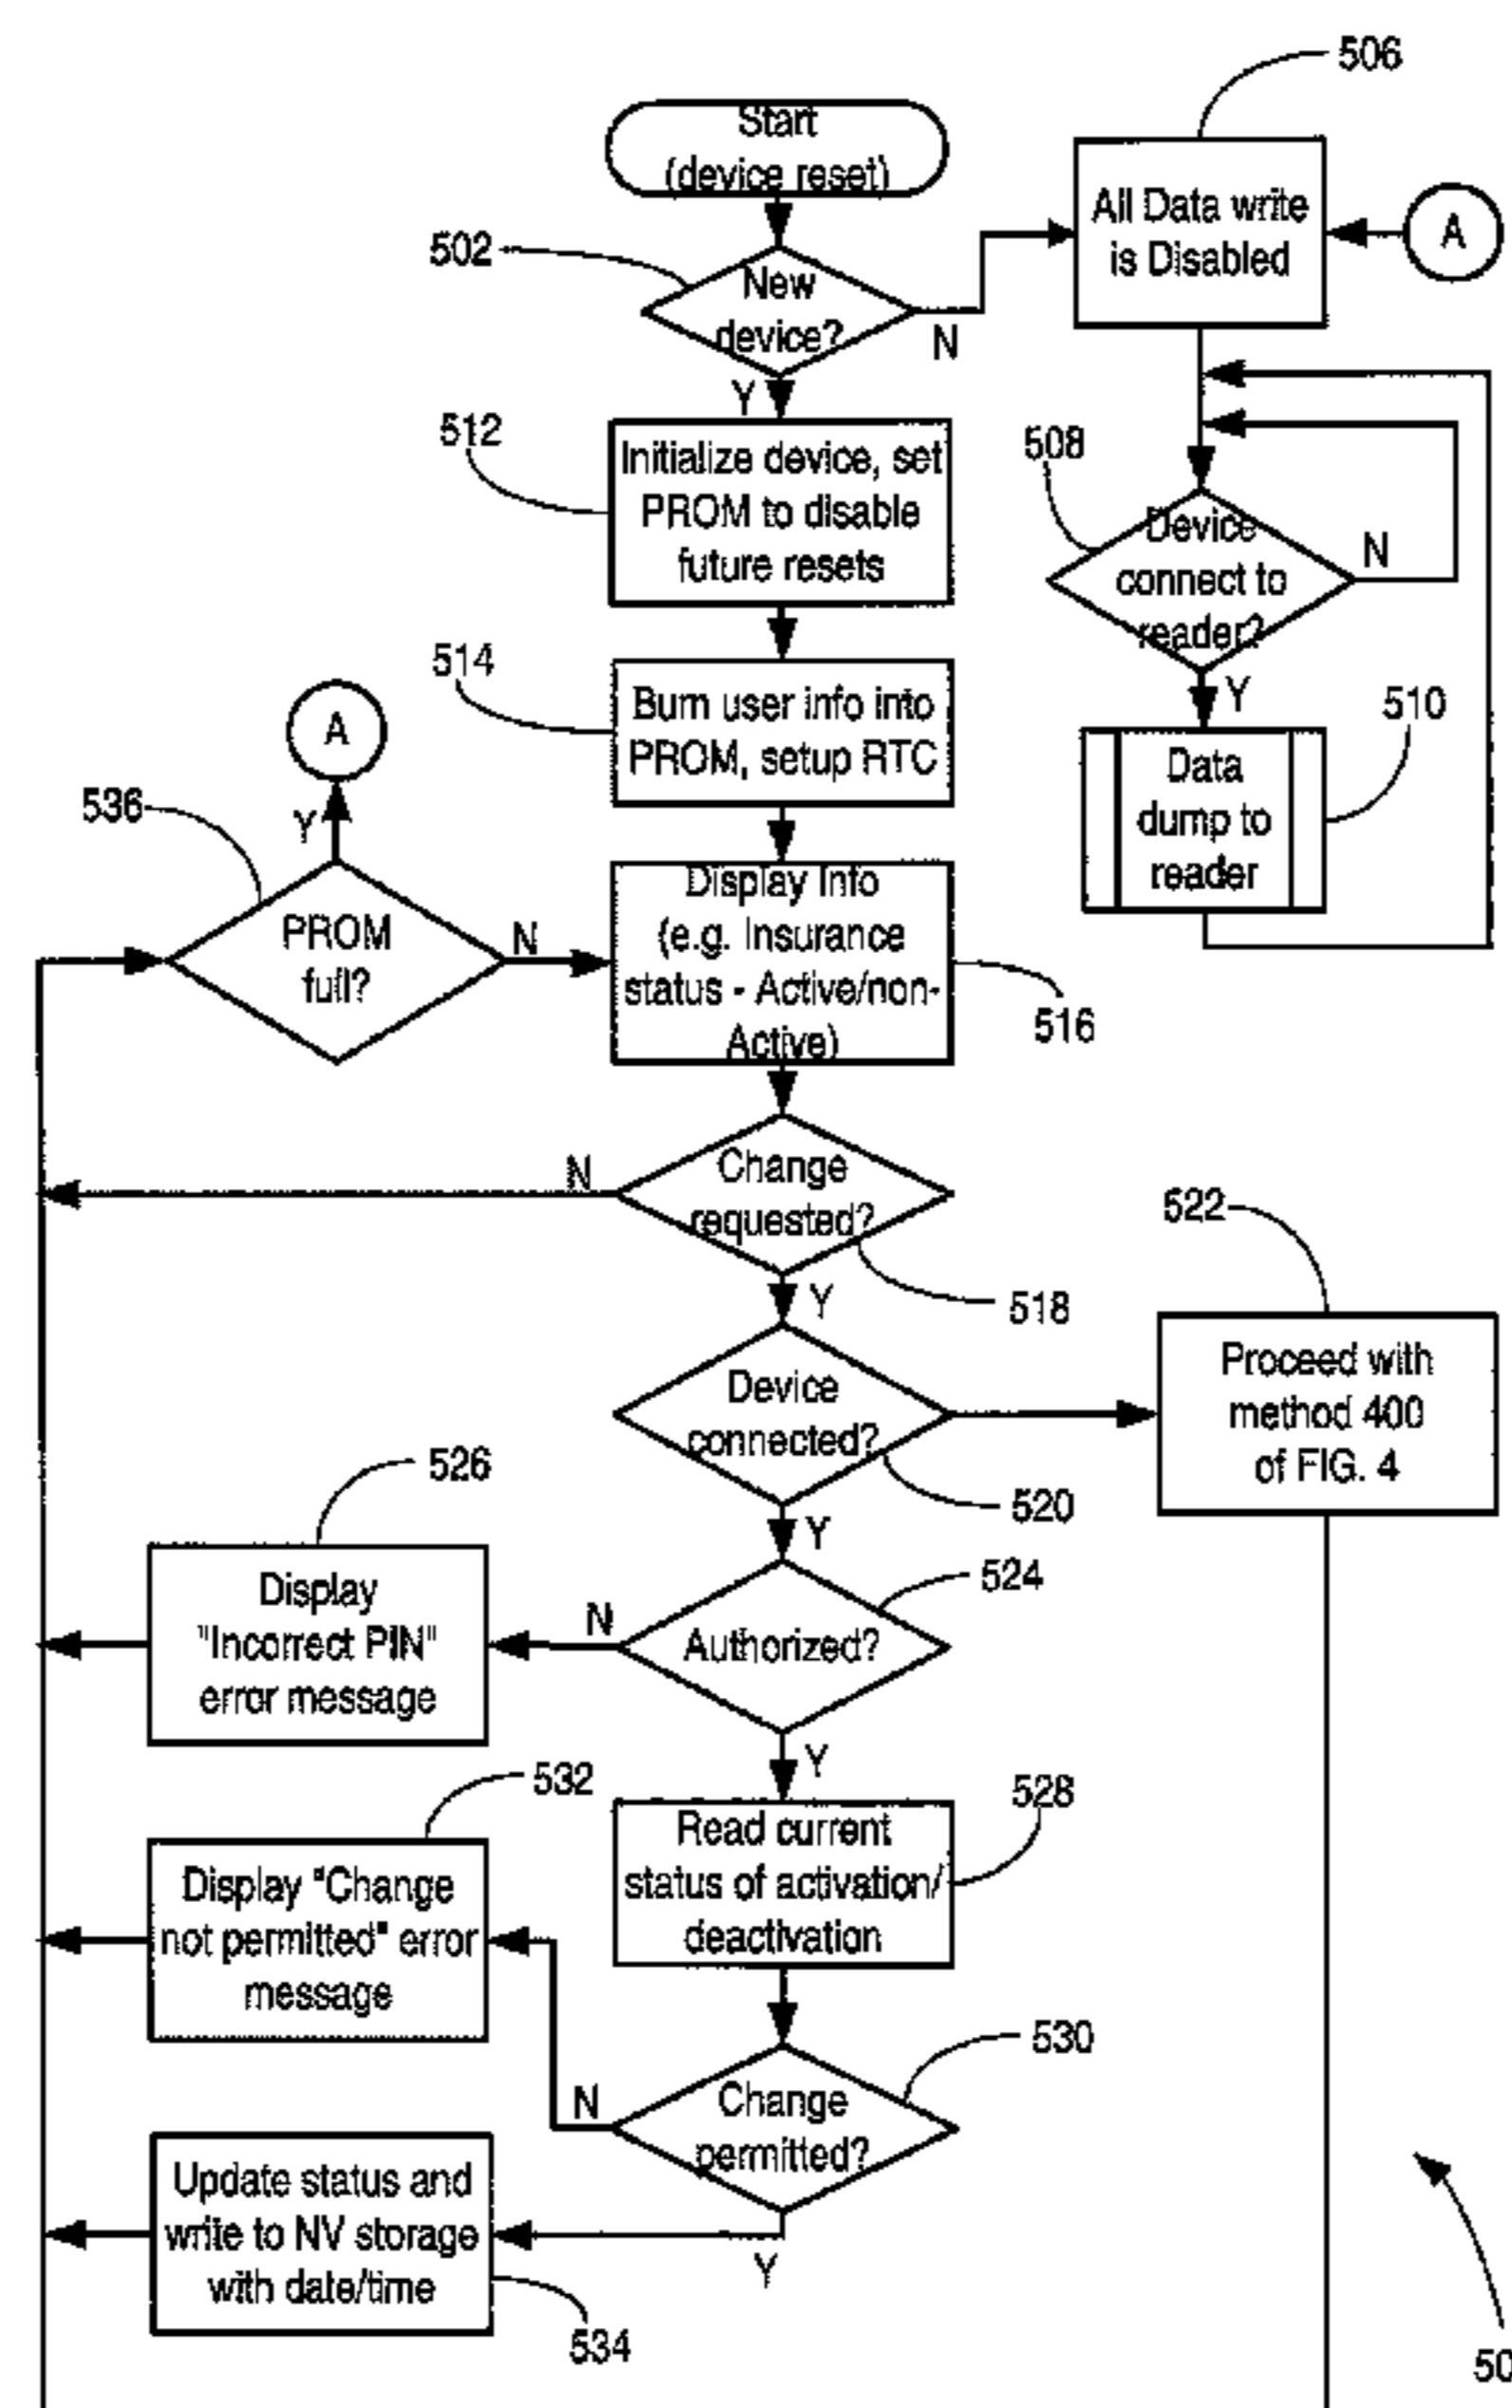 506
Start
(device reset)
All Data write
is Disabled
A
502
New
device?
N
Y
512
Initialize device, set
PROM to disable
future resets
508
Device
connect to
reader?
N
Y
514
Burn user info into
PROM, setup RTC
A
510
Data
dump to
reader
536
Y
PROM
full?
N
Display Info
(e.g. Insurance
status - Active/non-
Active)
516
N
Change
requested?
518
Y
522
Proceed with
method 400
of FIG. 4
Device
connected?
520
Y
526
Display
"Incorrect PIN"
error message
524
N
Authorized?
Y
532
Display "Change
not permitted" error
message
528
Read current
status of activation/
deactivation
530
N
Change
permitted?
Y
Update status and
write to NV storage
with date/time
534
50